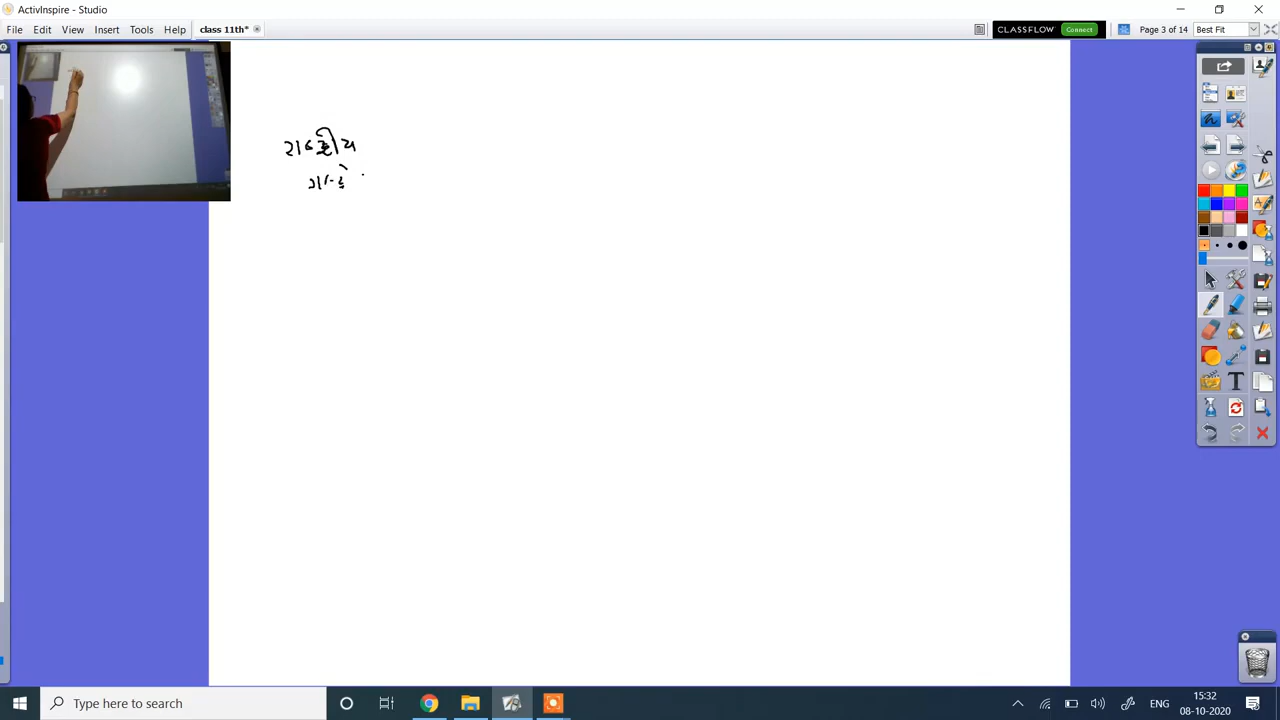 ActivInspire - Studio
File Edit View Insert Tools Help class 11th* CLASSFLOW Connect Page 3 of 14 Best Fit
Type here to search ENG 15:32
08-10-2020